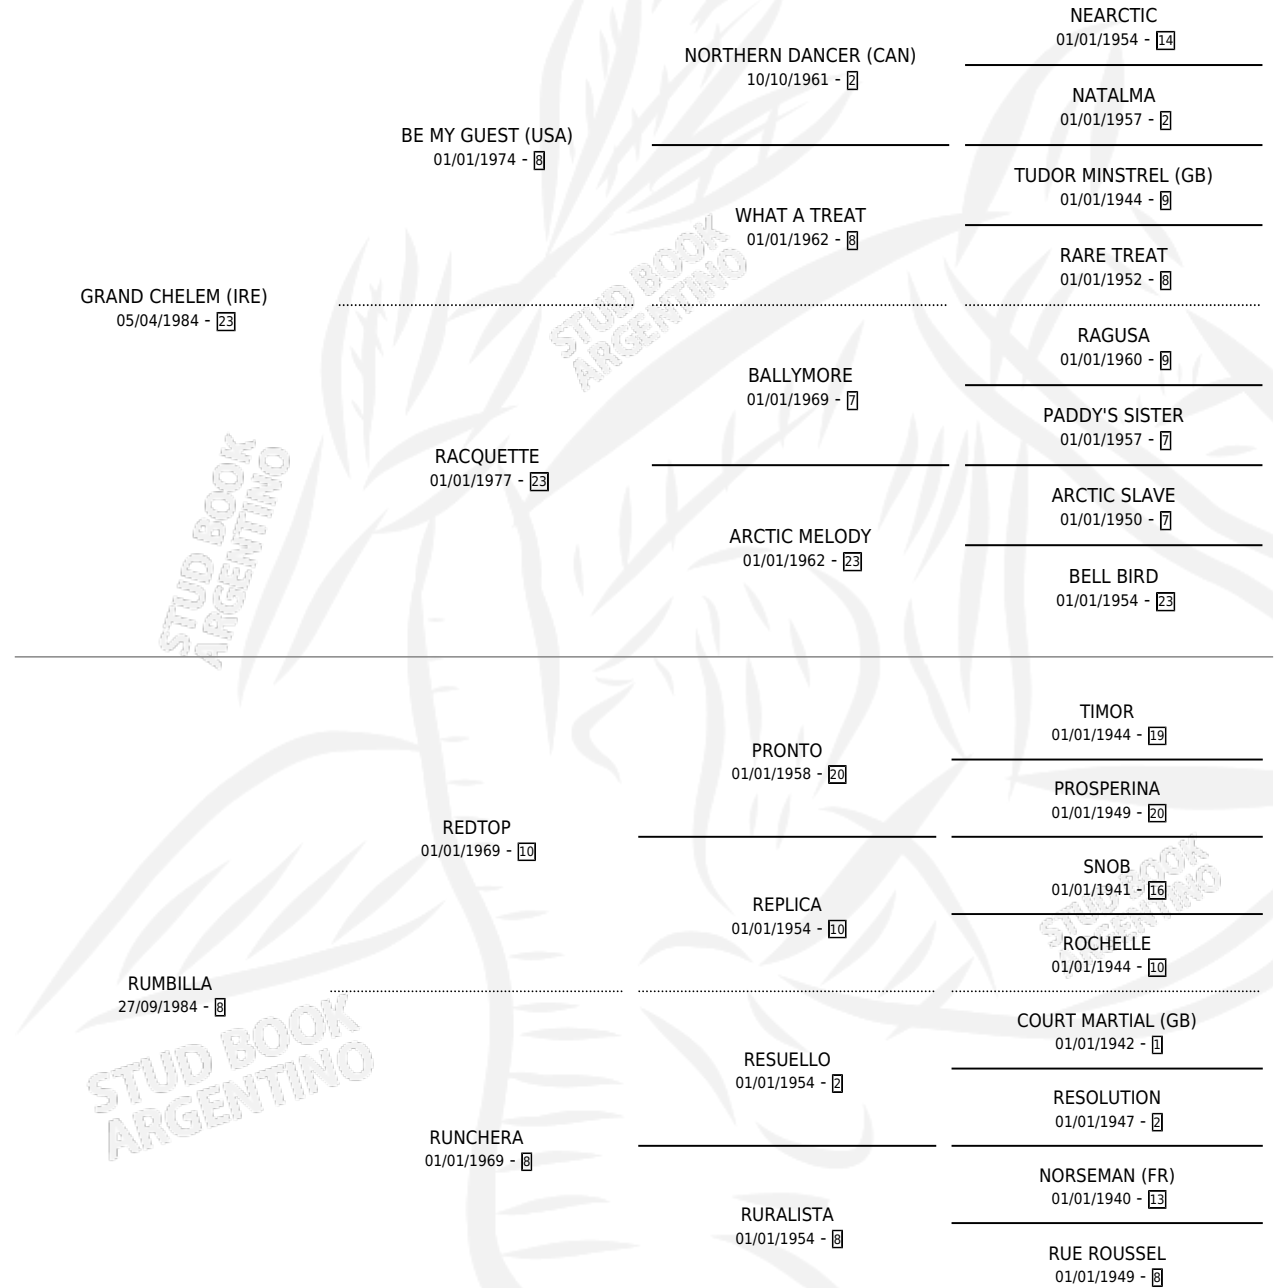 NEARCTIC
01/01/1954 - 14
NORTHERN DANCER (CAN)
10/10/1961 - 2
NATALMA
01/01/1957 - 2
BE MY GUEST (USA)
01/01/1974 - 8
TUDOR MINSTREL (GB)
01/01/1944 - 9
WHAT A TREAT
01/01/1962 - 8
RARE TREAT
01/01/1952 - 8
GRAND CHELEM (IRE)
05/04/1984 - 23
STUD BOOK
ARGENTINO
RAGUSA
01/01/1960 - 9
BALLYMORE
01/01/1969 - 7
PADDY'S SISTER
01/01/1957 - 7
RACQUETTE
01/01/1977 - 23
ARCTIC SLAVE
01/01/1950 - 7
ARCTIC MELODY
01/01/1962 - 23
BELL BIRD
01/01/1954 - 23
STUD BOOK
ARGENTINO
TIMOR
01/01/1944 - 19
PRONTO
01/01/1958 - 20
PROSPERINA
01/01/1949 - 20
REDTOP
01/01/1969 - 10
SNOB
01/01/1941 - 16
REPLICA
01/01/1954 - 10
STUD BOOK
ARGENTINO
ROCHELLE
01/01/1944 - 10
RUMBILLA
27/09/1984 - 8
COURT MARTIAL (GB)
01/01/1942 - 1
RESUELLO
01/01/1954 - 2
STUD BOOK
ARGENTINO
RESOLUTION
01/01/1947 - 2
RUNCHERA
01/01/1969 - 8
NORSEMAN (FR)
01/01/1940 - 13
RURALISTA
01/01/1954 - 8
RUE ROUSSEL
01/01/1949 - 8